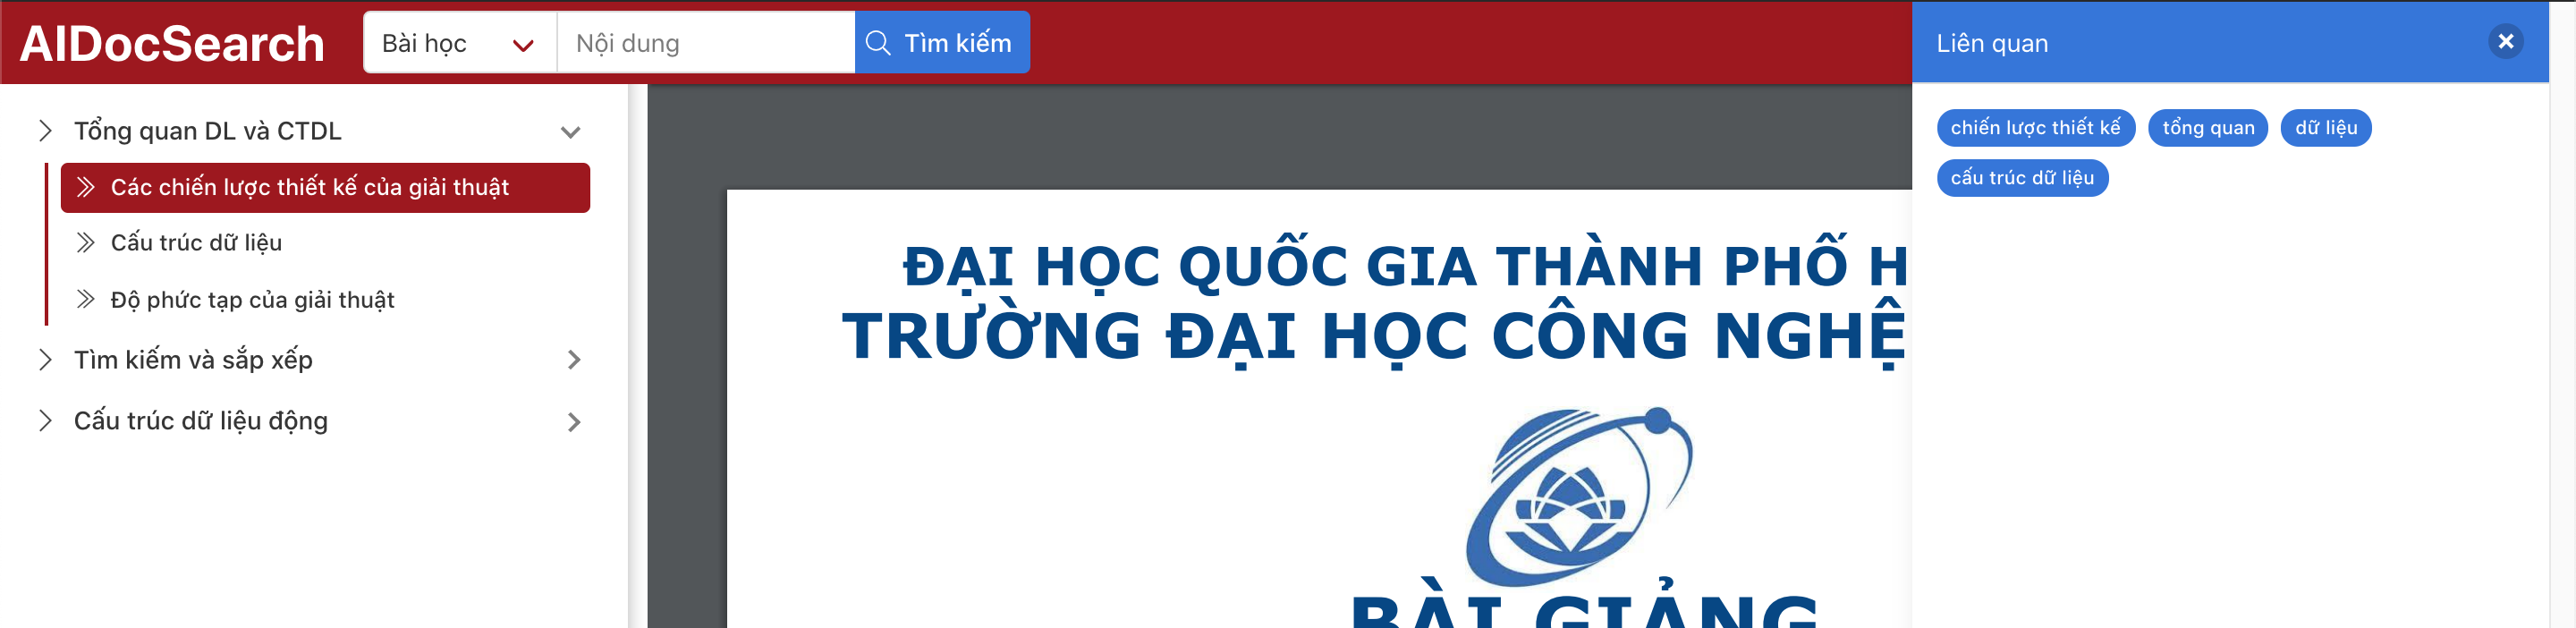 AIDocSearch
Bài học
Nội dung
Tìm kiếm
Liên quan
Tổng quan DL và CTDL
Các chiến lược thiết kế của giải thuật
Cấu trúc dữ liệu
Độ phức tạp của giải thuật
Tìm kiếm và sắp xếp
Cấu trúc dữ liệu động
ĐẠI HỌC QUỐC GIA THÀNH PHỐ H
TRƯỜNG ĐẠI HỌC CÔNG NGHỆ
BÀI GIẢNG
chiến lược thiết kế
tổng quan
dữ liệu
cấu trúc dữ liệu